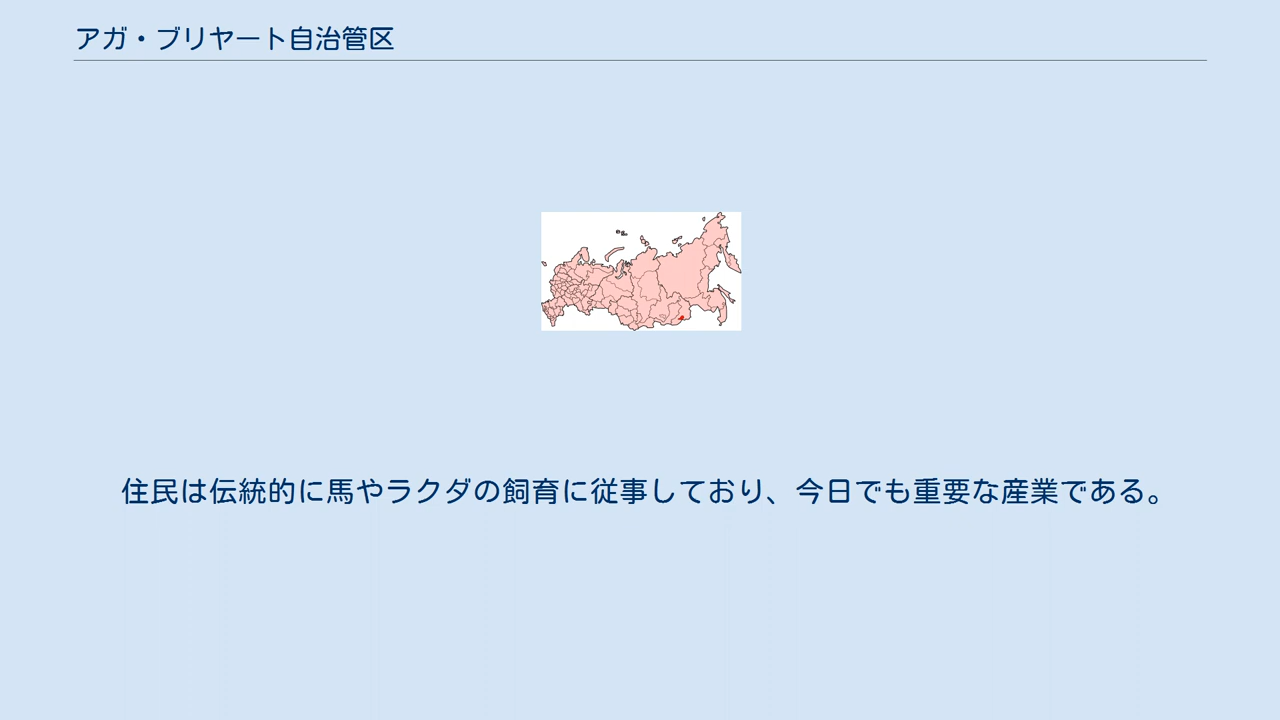 アガ・ブリヤート自治管区
住民は伝統的に馬やラクダの飼育に従事しており、今日でも重要な産業である。